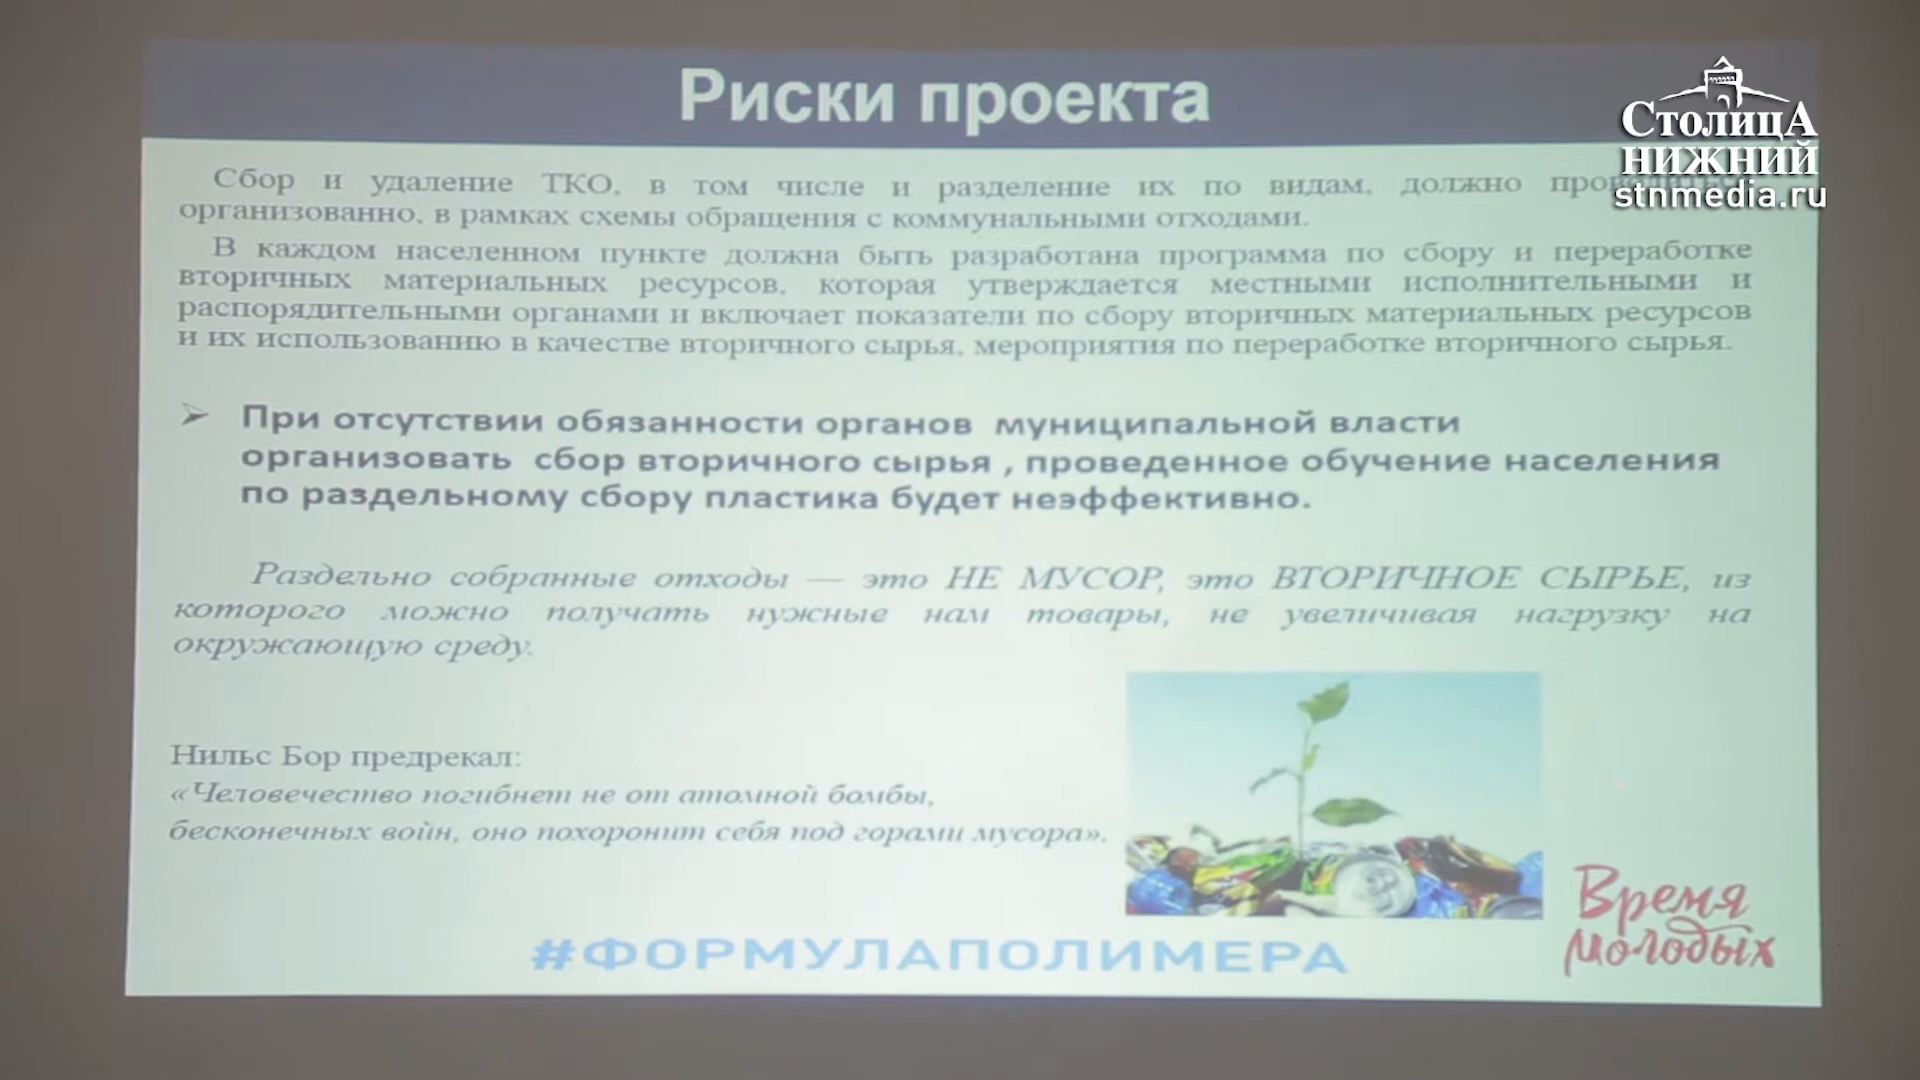 Риски проекта
СтолицА
нижний
stnmedia.ru
Сбор и удаление ТКО, в том числе и разделение их по видам, должно
организованно, в рамках схемы обращения с коммунальными отходами.
В каждом населенном пункте должна быть разработана программа по сбору и переработке
вторичных материальных ресурсов, которая утверждается местными исполнительными и
распорядительными органами и включает показатели по сбору вторичных материальных ресурсов
и их использованию в качестве вторичного сырья, мероприятия по переработке вторичного сырья.
➢ При отсутствии обязанности органов муниципальной власти
организовать сбор вторичного сырья , проведенное обучение населения
по раздельному сбору пластика будет неэффективно.
Раздельно собранные отходы — это НЕ МУСОР, это ВТОРИЧНОЕ СЫРЬЕ, из
которого можно получать нужные нам товары, не увеличивая нагрузку на
окружающую среду.
Нильс Бор предрекал:
«Человечество погибнет не от атомной бомбы,
бесконечных войн, оно похоронит себя под горами мусора».
#ФОРМУЛАПОЛИМЕРА
Время
молодых